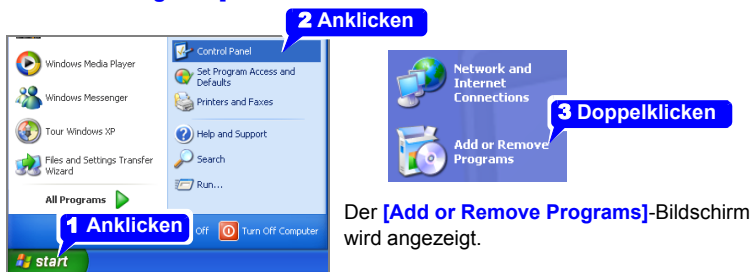 2 Anklicken
Windows Media Player
Windows Messenger
Tour Windows XP
Files and Settings Transfer
Wizard
All Programs
Control Panel
Set Program Access and
Defaults
Printers and Faxes
Help and Support
Search
Run...
1 Anklicken
Off
Turn Off Computer
start
Network and
Internet
Connections
3 Doppelklicken
Add or Remove
Programs
Der [Add or Remove Programs]-Bildschirm
wird angezeigt.